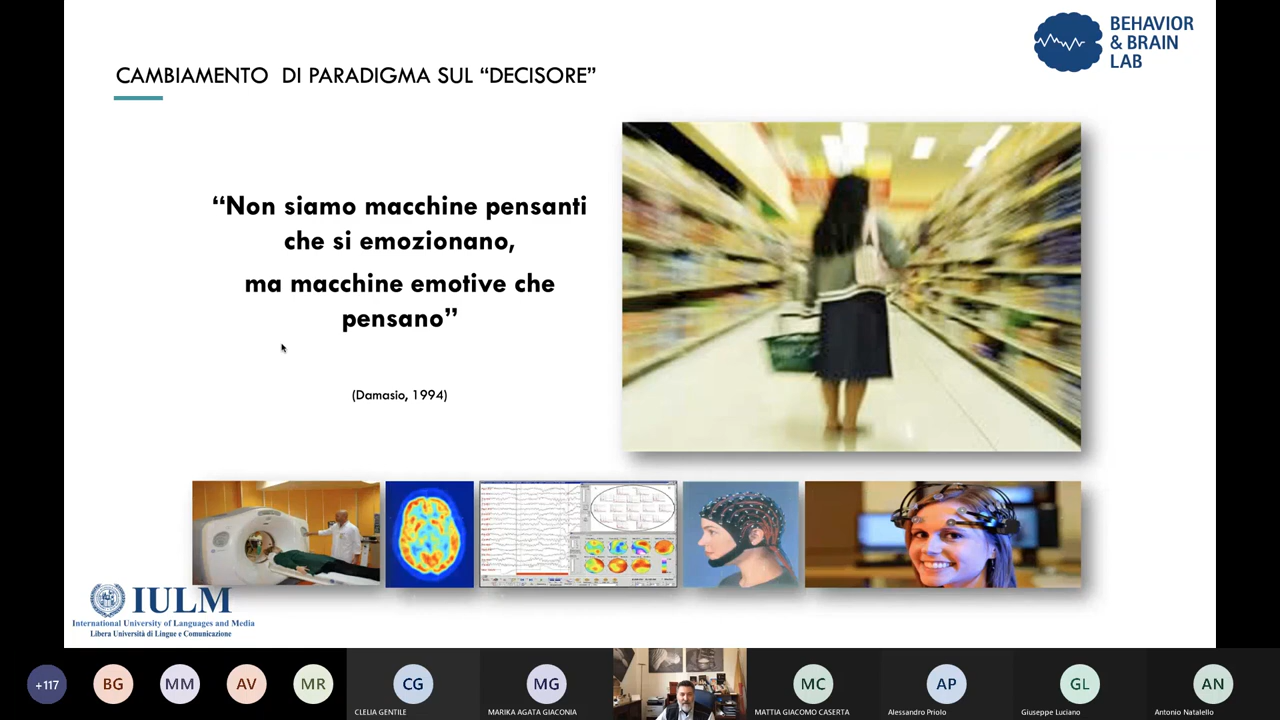 BEHAVIOR
& BRAIN
LAB
CAMBIAMENTO  DI PARADIGMA SUL “DECISORE”
“Non siamo macchine pensanti
che si emozionano,
ma macchine emotive che
pensano”
(Damasio, 1994)
IULM
International University of Languages and Media
Libera Università di Lingue e Comunicazione
+117
BG
MM
AV
MR
CG
MG
MC
AP
GL
AN
CLELIA GENTILE
MARIKA AGATA GIACONIA
MATTIA GIACOMO CASERTA
Alessandro Priolo
Giuseppe Luciano
Antonio Natalello